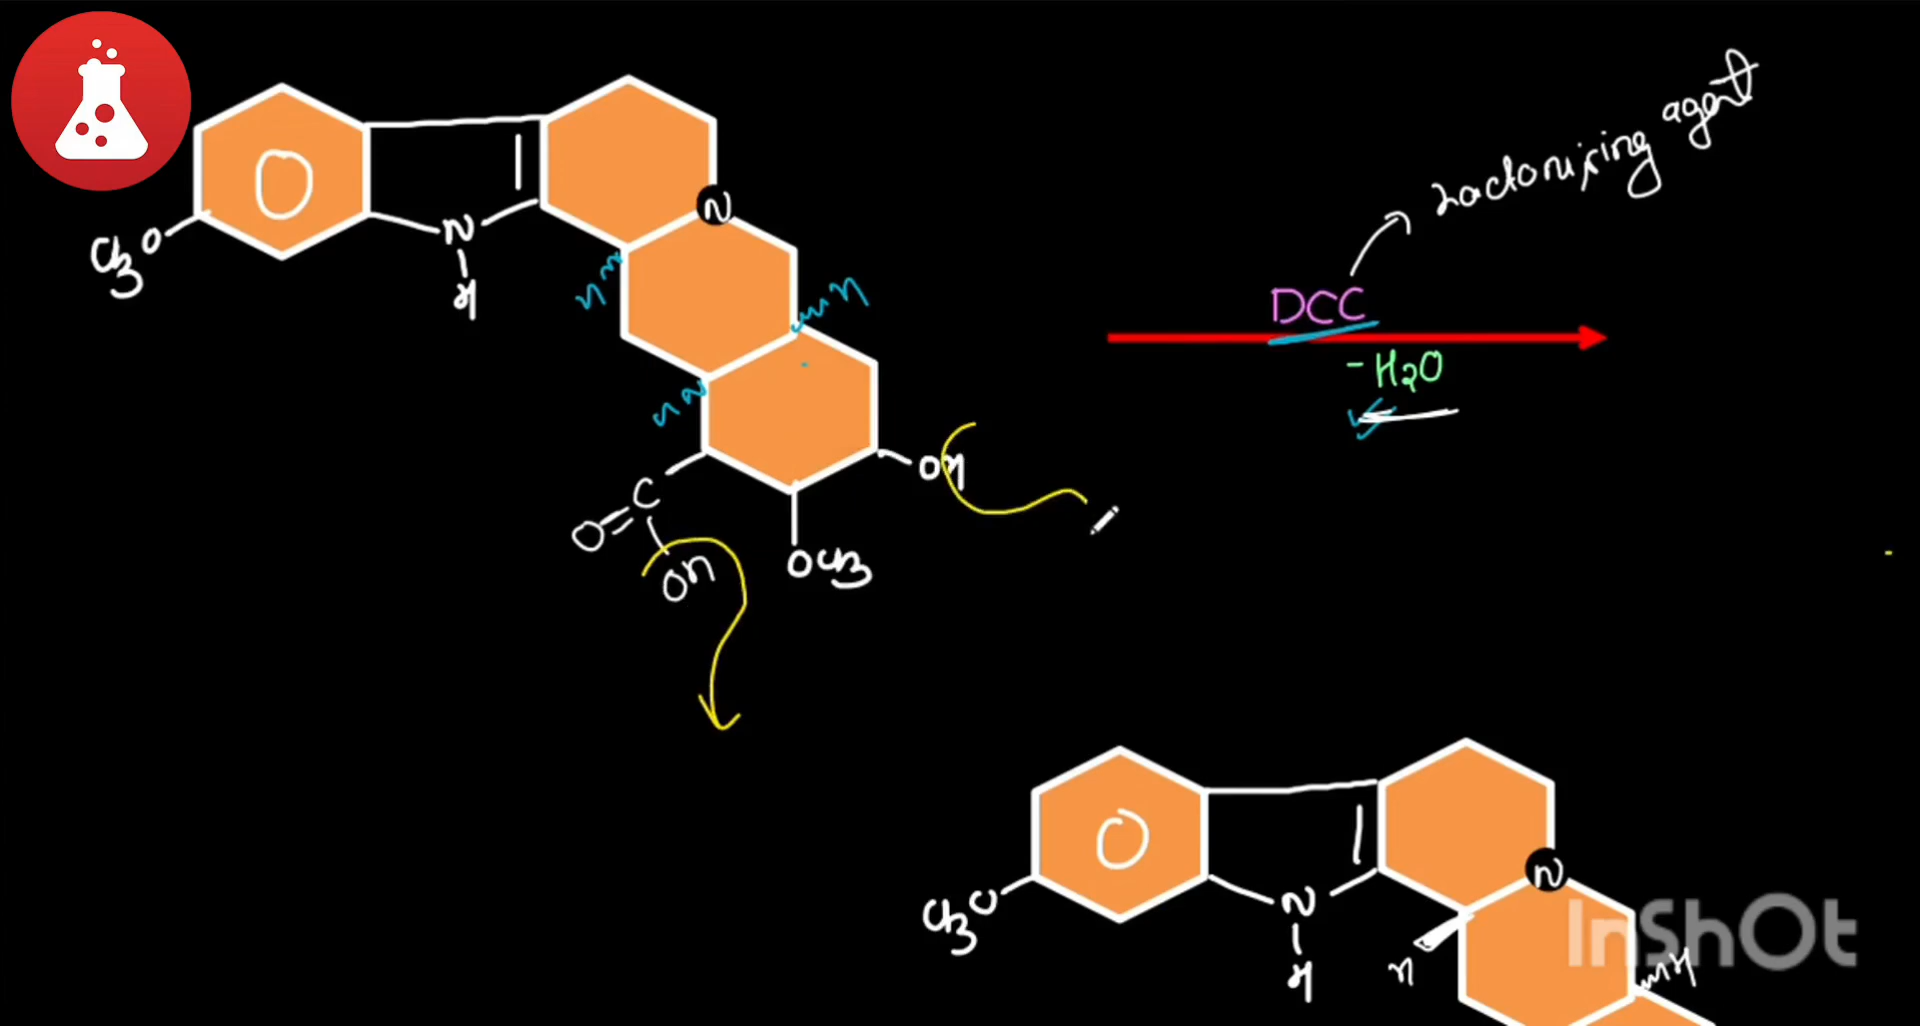 Lactonizing agent
N
CH3O
N
H
H
H
DCC
-H2O
H
OH
C
O
OH
OCH3
CH3O
N
H
N
H
H
InShOt